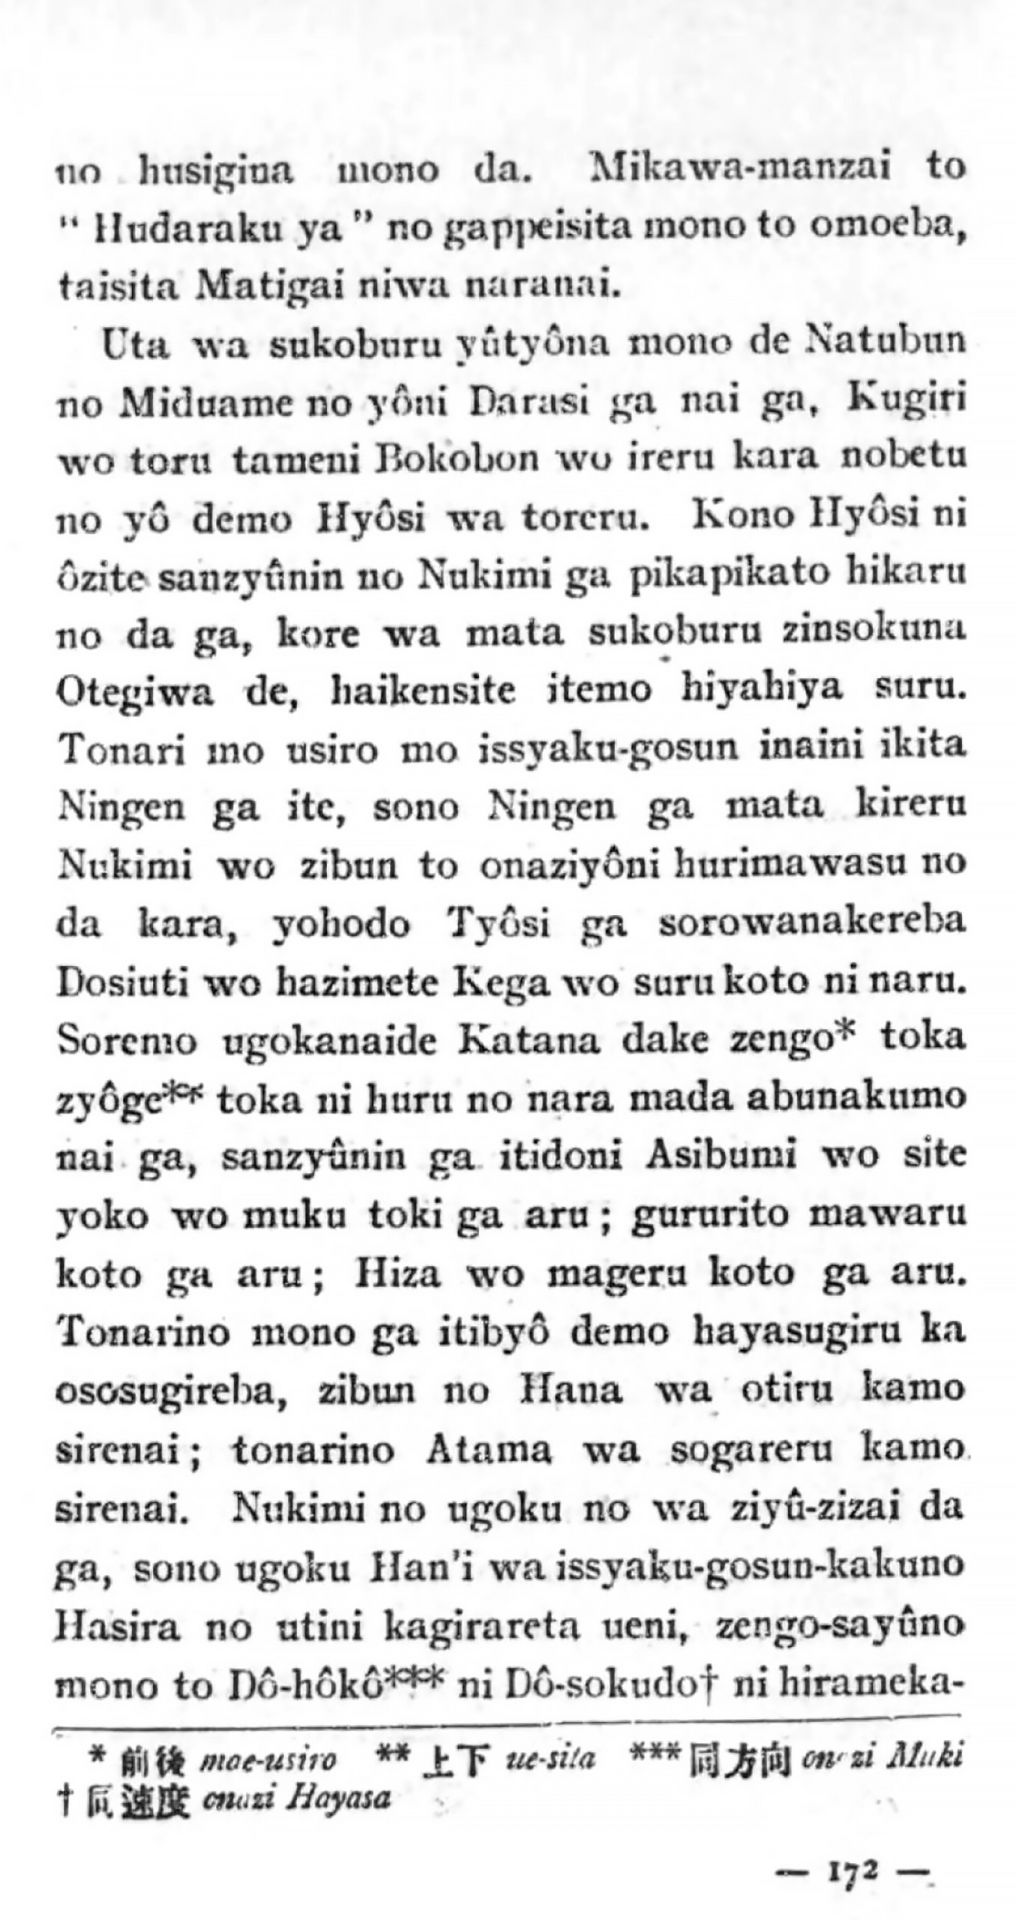 no husigina mono da. Mikawa-manzai to
“ Hudaraku ya ” no gappeisita mono to omoeba,
taisita Matigai niwa naranai.
Uta wa sukoburu yûtyôna mono de Natubun
no Miduame no yôni Darasi ga nai ga, Kugiri
wo toru tameni Bokobon wo ireru kara nobetu
no yô demo Hyôsi wa toreru. Kono Hyôsi ni
ôzite sanzyûnin no Nukimi ga pikapikato hikaru
no da ga, kore wa mata sukoburu zinsokuna
Otegiwa de, haikensite itemo hiyahiya suru.
Tonari mo usiro mo issyaku-gosun inaini ikita
Ningen ga ite, sono Ningen ga mata kireru
Nukimi wo zibun to onaziyôni hurimawasu no
da kara, yohodo Tyôsi ga sorowanakereba
Dosiuti wo hazimete Kega wo suru koto ni naru.
Soremo ugokanaide Katana dake zengo* toka
zyôge** toka ni huru no nara mada abunakumo
nai ga, sanzyûnin ga itidoni Asibumi wo site
yoko wo muku toki ga aru ; gururito mawaru
koto ga aru ; Hiza wo mageru koto ga aru.
Tonarino mono ga itibyô demo hayasugiru ka
ososugireba, zibun no Hana wa otiru kamo
sirenai ; tonarino Atama wa sogareru kamo
sirenai. Nukimi no ugoku no wa ziyû-zizai da
ga, sono ugoku Han’i wa issyaku-gosun-kakuno
Hasira no utini kagirareta ueni, zengo-sayûno
mono to Dô-hôkô*** ni Dô-sokudo† ni hirameka-
* 前後 mae-usiro ** 上下 ue-sita *** 同方向 onazi Muki
† 同速度 onazi Hayasa
— 172 —